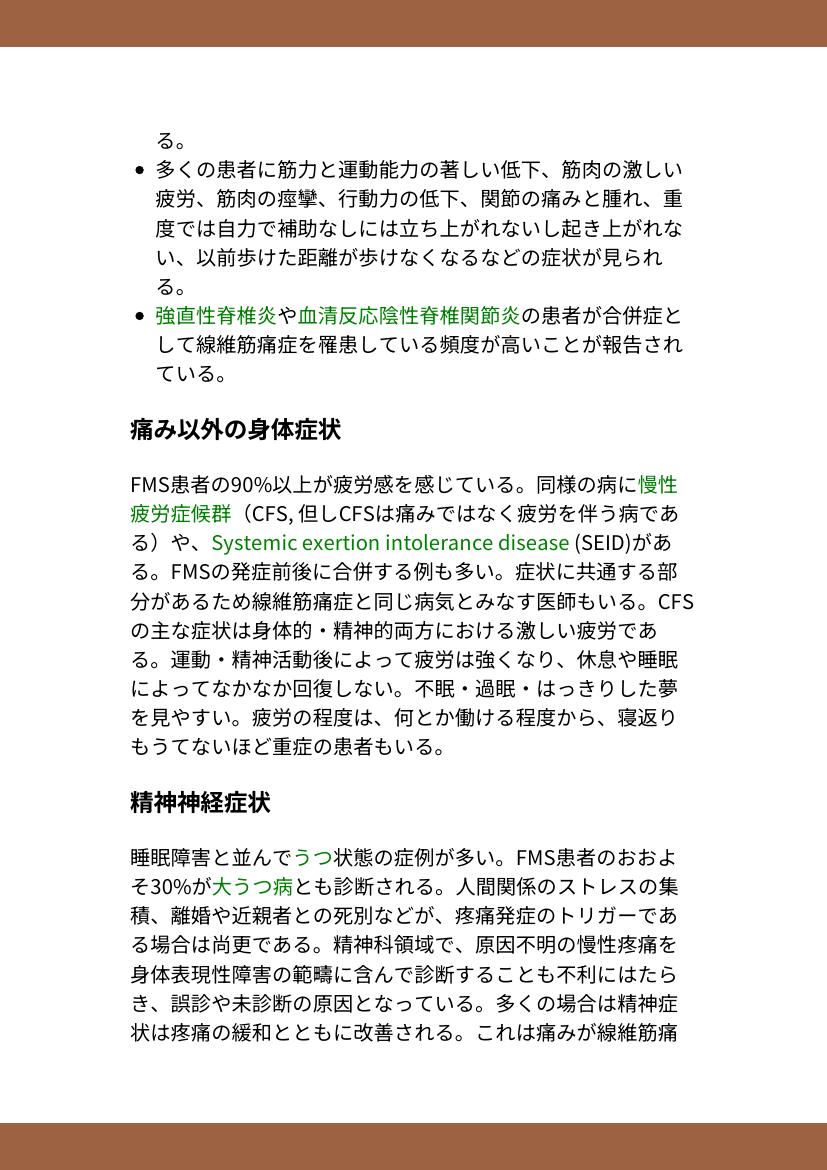 る。
• 多くの患者に筋力と運動能力の著しい低下、筋肉の激しい
疲労、筋肉の痙攣、行動力の低下、関節の痛みと腫れ、重
度では自力で補助なしには立ち上がれないし起き上がれな
い、以前歩けた距離が歩けなくなるなどの症状が見られ
る。
• 強直性脊椎炎や血清反応陰性脊椎関節炎の患者が合併症と
して線維筋痛症を罹患している頻度が高いことが報告され
ている。
痛み以外の身体症状
FMS患者の90%以上が疲労感を感じている。同様の病に慢性
疲労症候群（CFS, 但しCFSは痛みではなく疲労を伴う病であ
る）や、Systemic exertion intolerance disease (SEID)があ
る。FMSの発症前後に合併する例も多い。症状に共通する部
分があるため線維筋痛症と同じ病気とみなす医師もいる。CFS
の主な症状は身体的・精神的両方における激しい疲労であ
る。運動・精神活動後によって疲労は強くなり、休息や睡眠
によってなかなか回復しない。不眠・過眠・はっきりした夢
を見やすい。疲労の程度は、何とか働ける程度から、寝返り
もうてないほど重症の患者もいる。
精神神経症状
睡眠障害と並んでうつ状態の症例が多い。FMS患者のおおよ
そ30%が大うつ病とも診断される。人間関係のストレスの集
積、離婚や近親者との死別などが、疼痛発症のトリガーであ
る場合は尚更である。精神科領域で、原因不明の慢性疼痛を
身体表現性障害の範疇に含んで診断することも不利にはたら
き、誤診や未診断の原因となっている。多くの場合は精神症
状は疼痛の緩和とともに改善される。これは痛みが線維筋痛